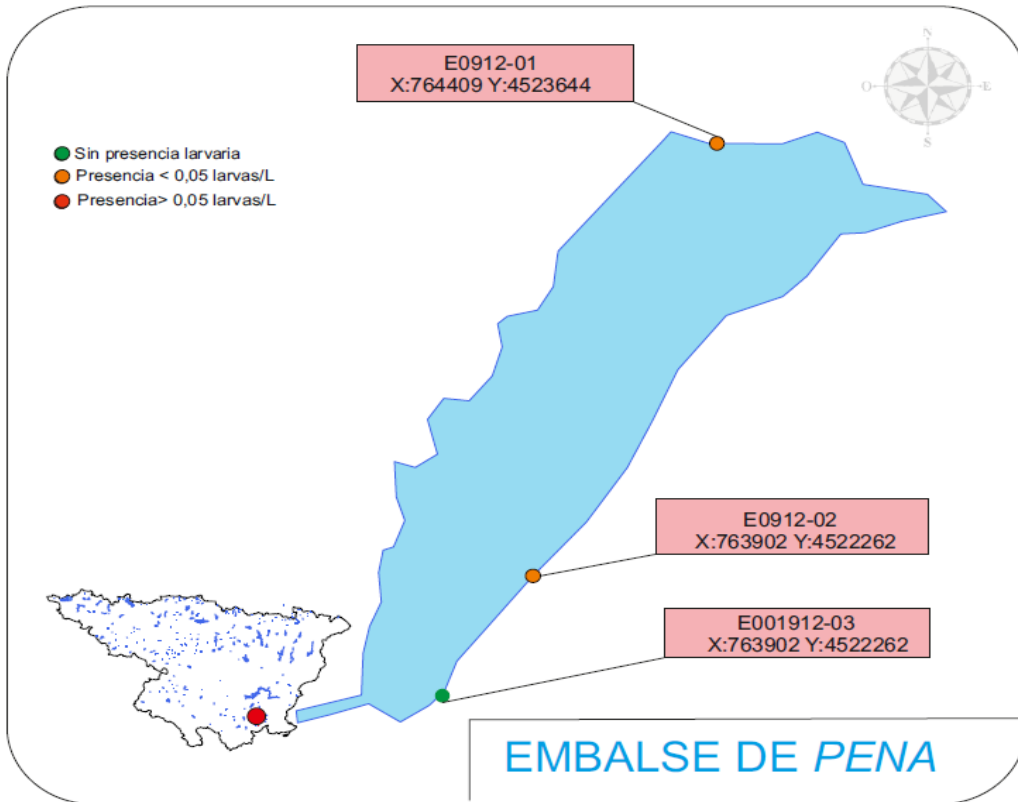 E0912-01
X:764409 Y:4523644
N
O
E
S
Sin presencia larvaria
Presencia < 0,05 larvas/L
Presencia> 0,05 larvas/L
E0912-02
X:763902 Y:4522262
E001912-03
X:763902 Y:4522262
EMBALSE DE PENA